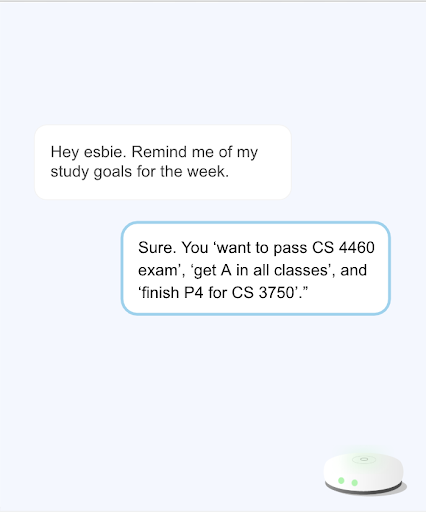 Hey esbie. Remind me of my
study goals for the week.
Sure. You ‘want to pass CS 4460
exam’, ‘get A in all classes’, and
‘finish P4 for CS 3750’.”